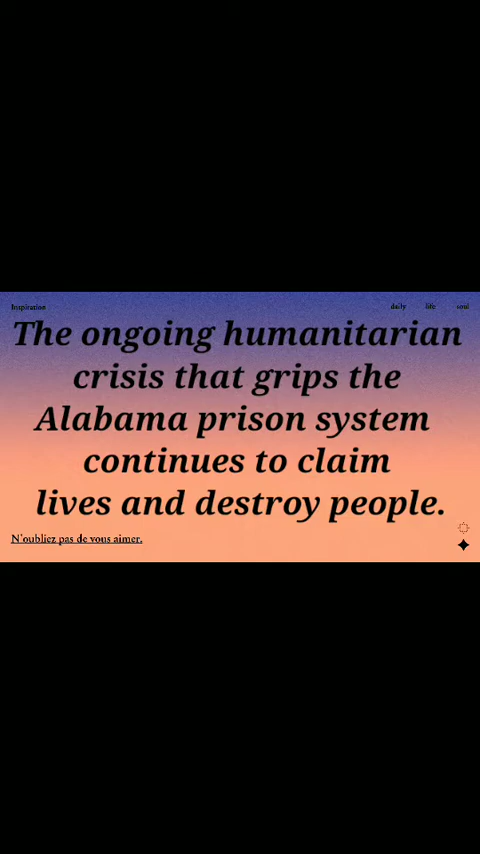 Inspiration daily life soul
The ongoing humanitarian
crisis that grips the
Alabama prison system
continues to claim
lives and destroy people.
N'oubliez pas de vous aimer.